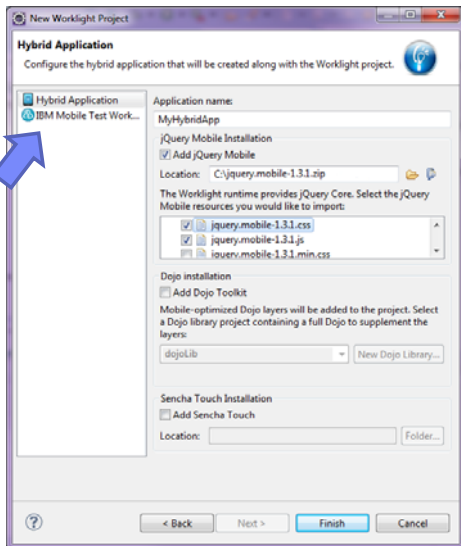 New Worklight Project
Hybrid Application
Configure the hybrid application that will be created along with the Worklight project.
Hybrid Application
IBM Mobile Test Work...
Application name:
MyHybridApp
jQuery Mobile Installation
Add jQuery Mobile
Location: C:\jquery.mobile-1.3.1.zip
The Worklight runtime provides jQuery Core. Select the jQuery
Mobile resources you would like to import:
jquery.mobile-1.3.1.css
jquery.mobile-1.3.1.js
jquery.mobile-1.3.1.min.css
Dojo installation
Add Dojo Toolkit
Mobile-optimized Dojo layers will be added to the project. Select
a Dojo library project containing a full Dojo to supplement the
layers:
dojoLib New Dojo Library...
Sencha Touch Installation
Add Sencha Touch
Location: Folder...
? < Back Next > Finish Cancel